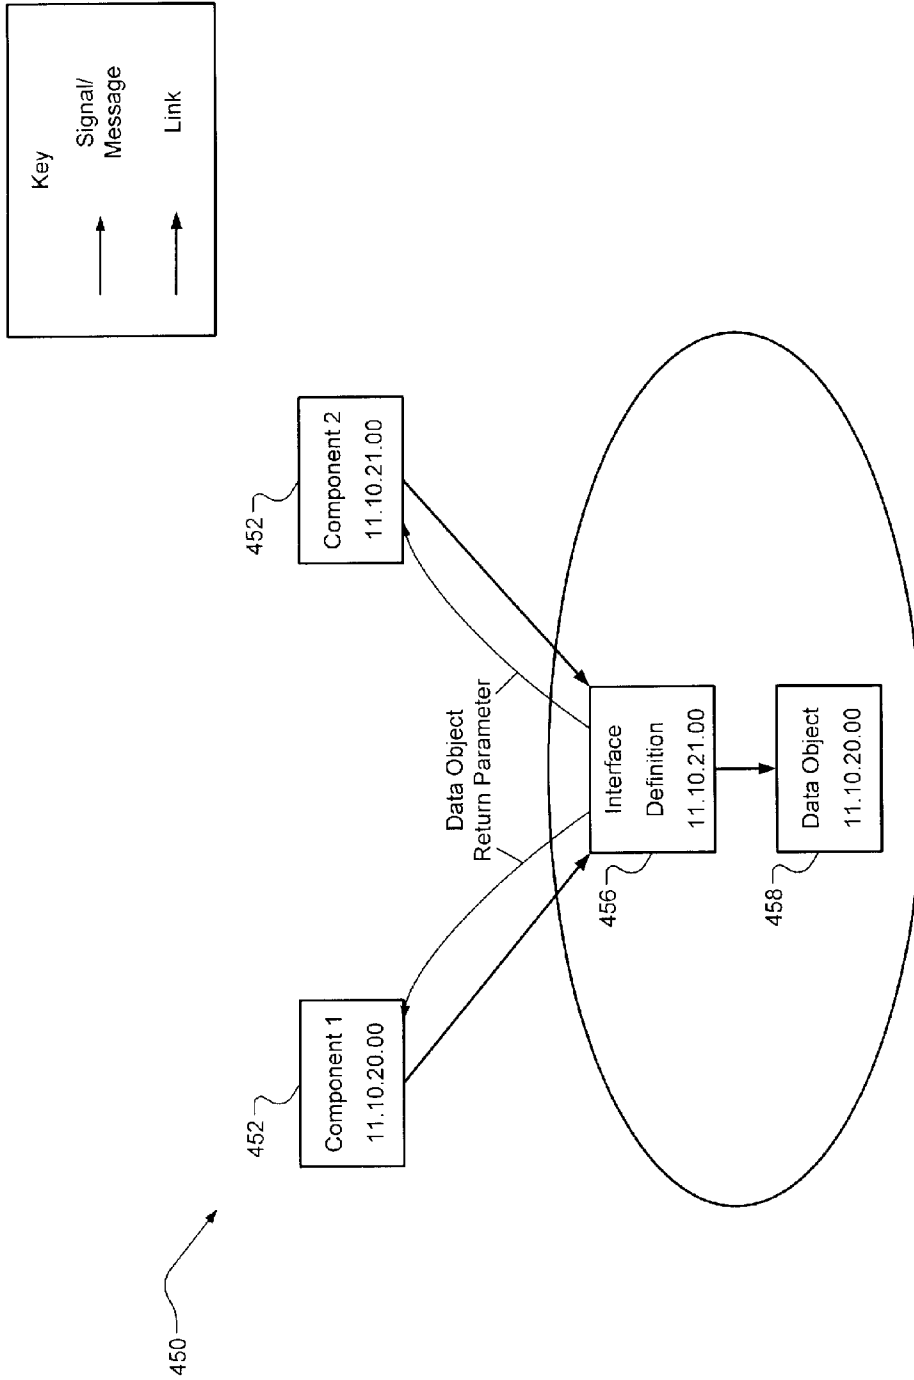 Key
Signal/
Message
Link
450
452
Component 1
11.10.20.00
452
Component 2
11.10.21.00
Data Object
Return Parameter
456
Interface
Definition
11.10.21.00
458
Data Object
11.10.20.00